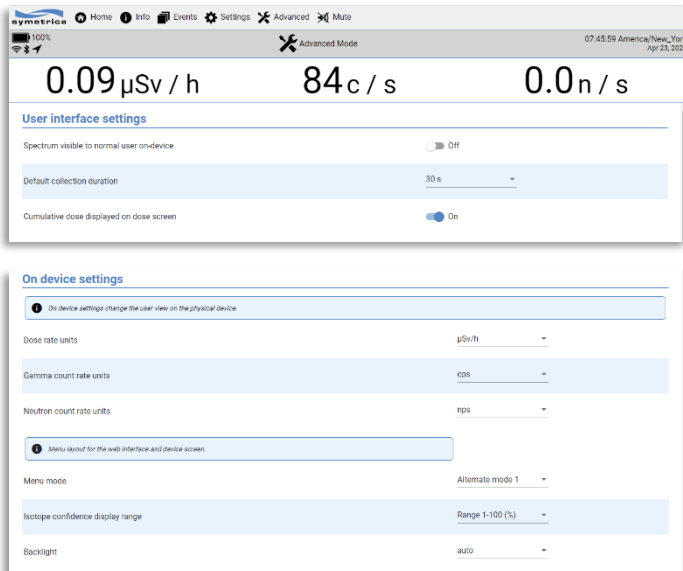 symetrica Home Info Events Settings Advanced Mute
100%
Advanced Mode
07:45:59 America/New_Yor
Apr 23, 202
0.09 µSv / h 84 c / s 0.0 n / s
User interface settings
Spectrum visible to normal user on-device Off
Default collection duration 30 s
Cumulative dose displayed on dose screen On
On device settings
On device settings change the user view on the physical device.
Dose rate units µSv/h
Gamma count rate units cps
Neutron count rate units nps
Menu layout for the web interface and device screen.
Menu mode Alternate mode 1
Isotope confidence display range Range 1-100 (%)
Backlight auto